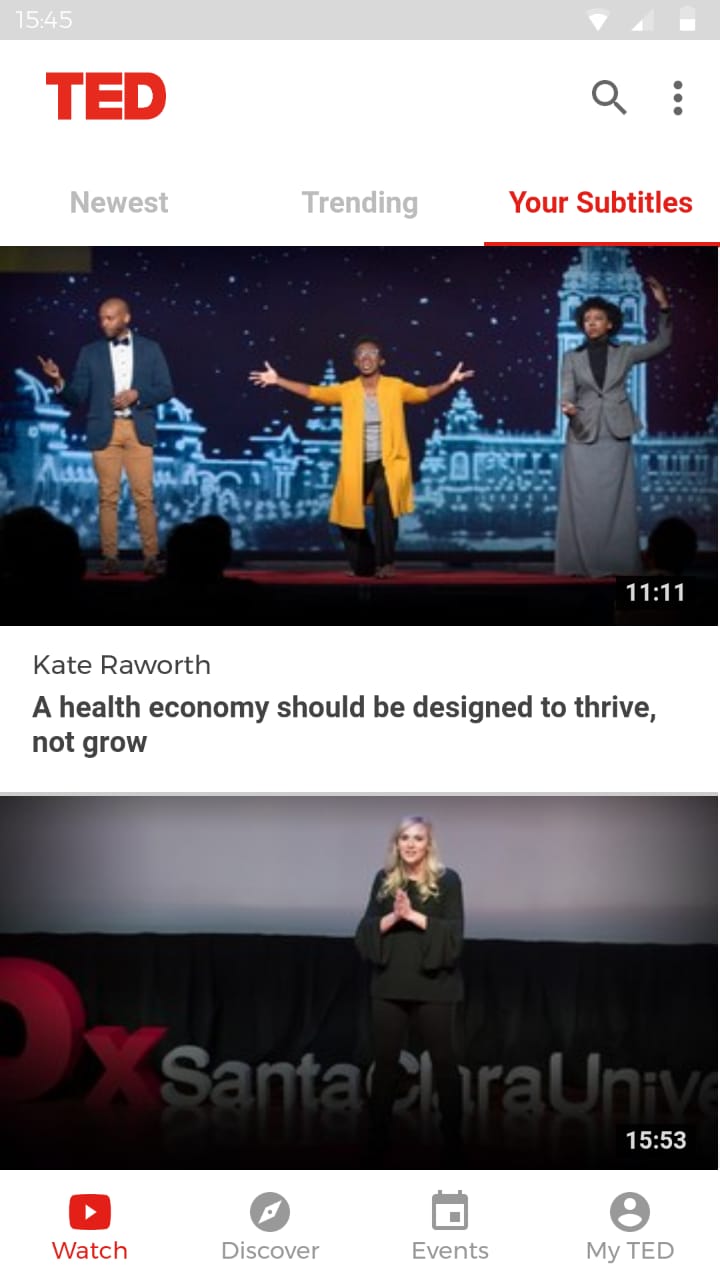 15:45
TED
Newest
Trending
Your Subtitles
11:11
Kate Raworth
A health economy should be designed to thrive,
not grow
x SantaClaraUnive
15:53
Watch
Discover
Events
My TED